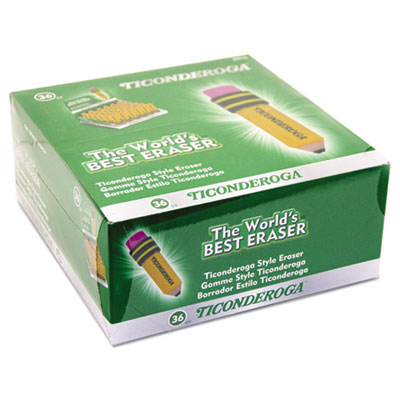 TICONDEROGA
36
The World's
BEST ERASER
Ticonderoga Style Eraser
Gomme Style Ticonderoga
Borrador Estilo Ticonderoga
TICONDEROGA
36
TICONDEROGA
The World's
BEST ERASER
Ticonderoga Style Eraser
Gomme Style Ticonderoga
Borrador Estilo Ticonderoga
TICONDEROGA
36
TICONDEROGA